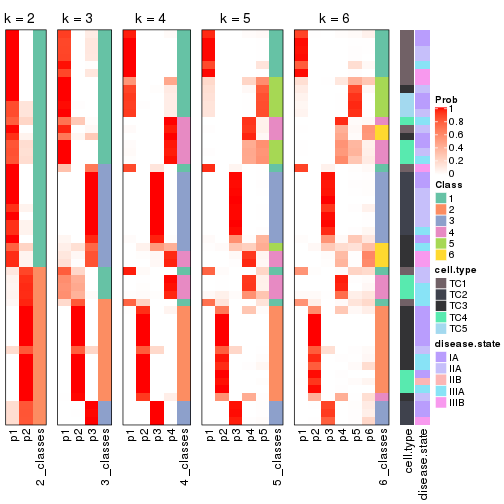 k = 2
k = 3
k = 4
k = 5
k = 6
p1
p2
2_classes
p1
p2
p3
3_classes
p1
p2
p3
p4
4_classes
p1
p2
p3
p4
p5
5_classes
p1
p2
p3
p4
p5
p6
6_classes
cell.type
disease.state
Prob
1
0.8
0.6
0.4
0.2
0
Class
1
2
3
4
5
6
cell.type
TC1
TC2
TC3
TC4
TC5
disease.state
IA
IIA
IIB
IIIA
IIIB